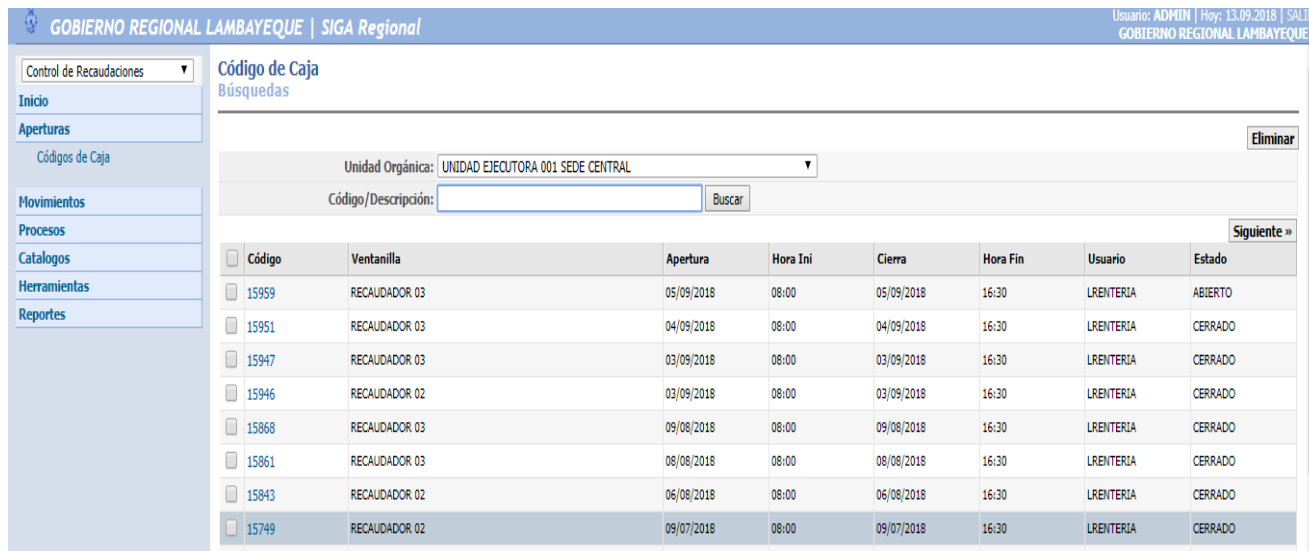 GOBIERNO REGIONAL LAMBAYEQUE | SIGA Regional
Usuario: ADMIN | Hoy: 13.09.2018 | SALI
GOBIERNO REGIONAL LAMBAYEQUE
Control de Recaudaciones
Inicio
Aperturas
Códigos de Caja
Movimientos
Procesos
Catalogos
Herramientas
Reportes
Código de Caja
Búsquedas
Eliminar
Unidad Orgánica: UNIDAD EJECUTORA 001 SEDE CENTRAL
Código/Descripción: Buscar
Siguiente »
Código Ventanilla Apertura Hora Ini Cierra Hora Fin Usuario Estado
15959 RECAUDADOR 03 05/09/2018 08:00 05/09/2018 16:30 LRENTERIA ABIERTO
15951 RECAUDADOR 03 04/09/2018 08:00 04/09/2018 16:30 LRENTERIA CERRADO
15947 RECAUDADOR 03 03/09/2018 08:00 03/09/2018 16:30 LRENTERIA CERRADO
15946 RECAUDADOR 02 03/09/2018 08:00 03/09/2018 16:30 LRENTERIA CERRADO
15868 RECAUDADOR 03 09/08/2018 08:00 09/08/2018 16:30 LRENTERIA CERRADO
15861 RECAUDADOR 03 08/08/2018 08:00 08/08/2018 16:30 LRENTERIA CERRADO
15843 RECAUDADOR 02 06/08/2018 08:00 06/08/2018 16:30 LRENTERIA CERRADO
15749 RECAUDADOR 02 09/07/2018 08:00 09/07/2018 16:30 LRENTERIA CERRADO